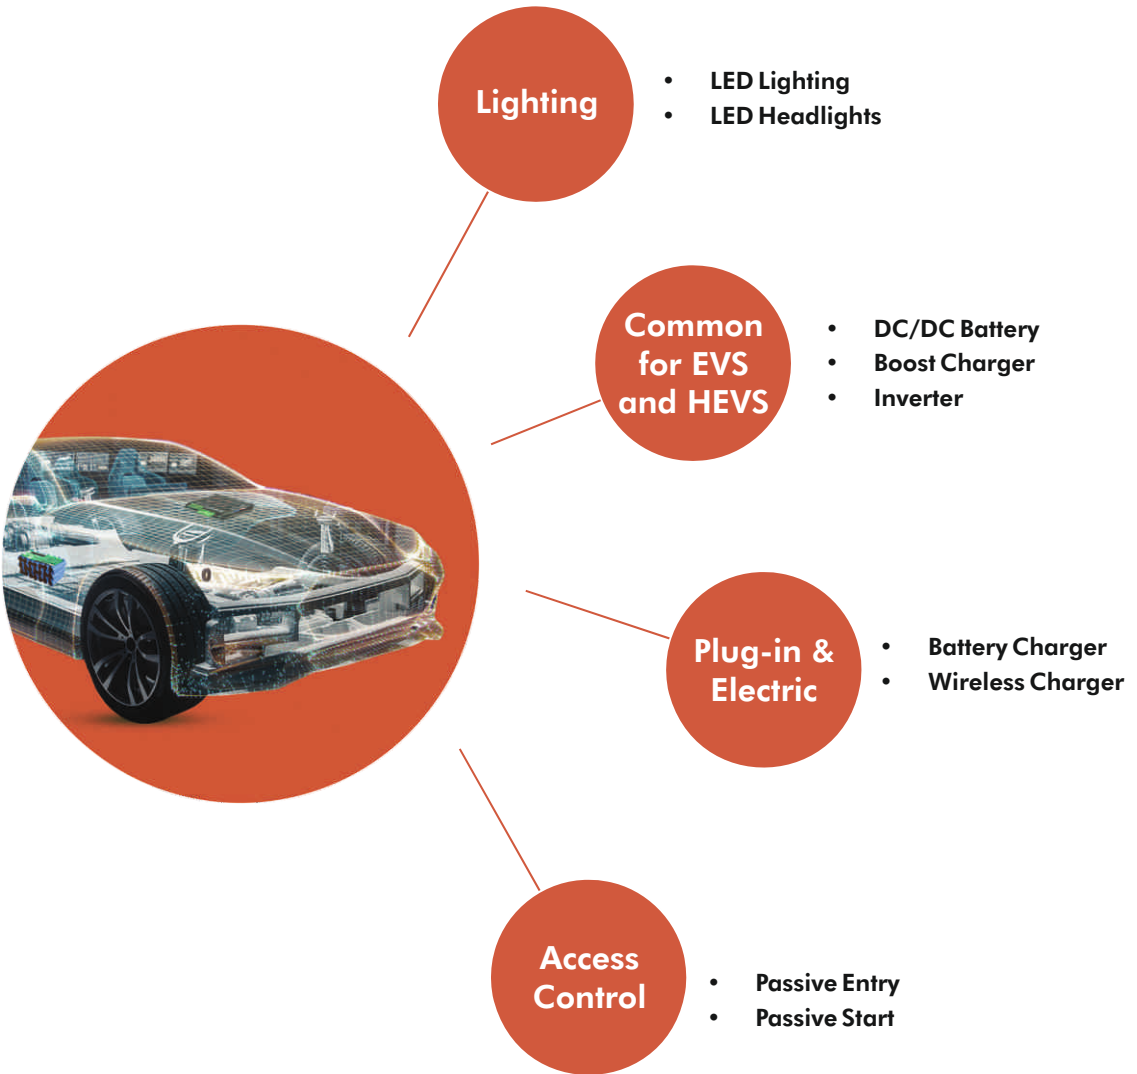 Lighting
• LED Lighting
• LED Headlights
Common
for EVS
and HEVS
• DC/DC Battery
• Boost Charger
• Inverter
Plug-in &
Electric
• Battery Charger
• Wireless Charger
Access
Control
• Passive Entry
• Passive Start